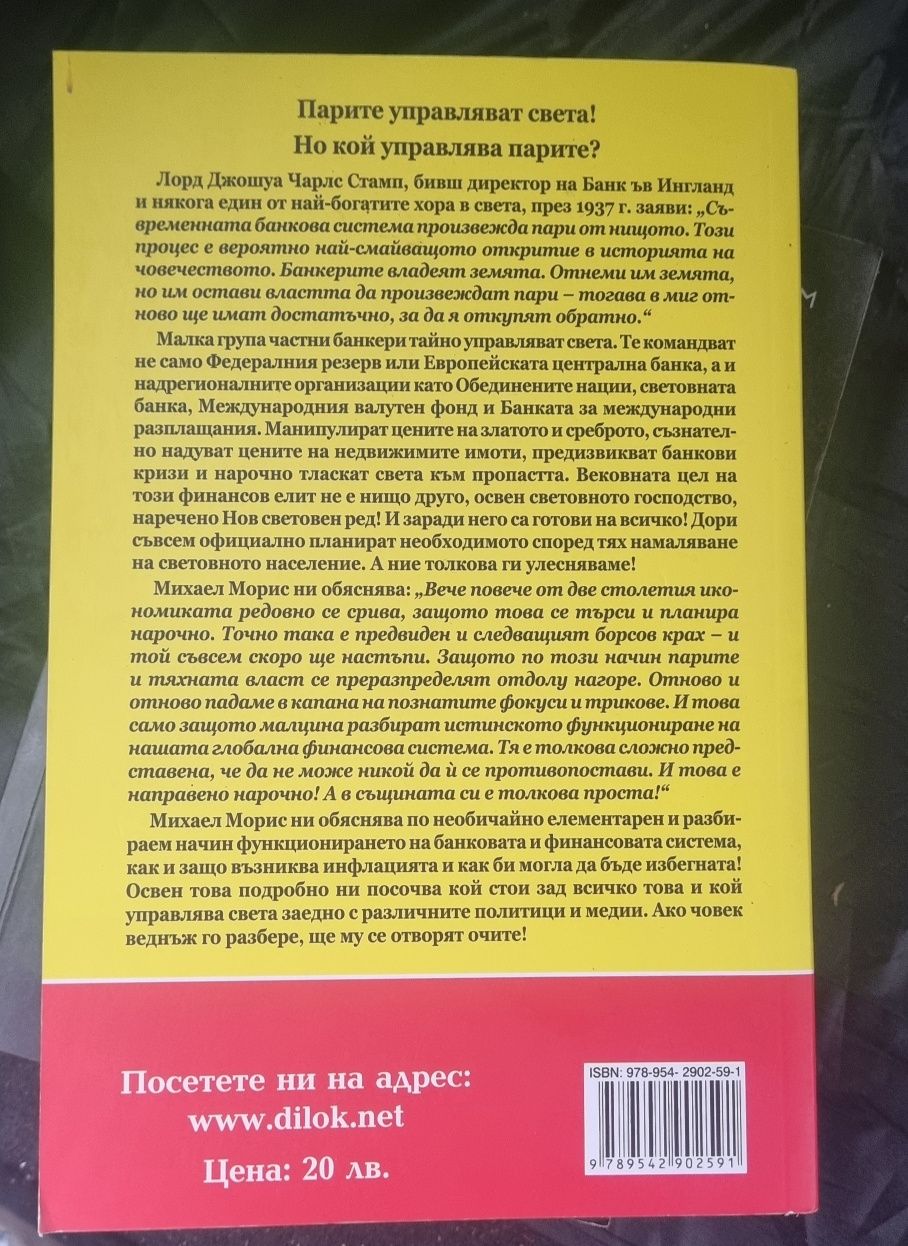 Парите управляват света!
Но кой управлява парите?
Лорд Джошуа Чарлс Стамп, бивш директор на Банк ъв Ингланд
и някога един от най-богатите хора в света, през 1937 г. заяви: „Съ-
временната банкова система произвежда пари от нищото. Този
процес е вероятно най-смайващото откритие в историята на
човечеството. Банкерите владеят земята. Отнеми им земята,
но им остави властта да произвеждат пари – тогава в миг от-
ново ще имат достатъчно, за да я откупят обратно.“
Малка група частни банкери тайно управляват света. Те командват
не само Федералния резерв или Европейската централна банка, а и
надрегионалните организации като Обединените нации, световната
банка, Международния валутен фонд и Банката за международни
разплащания. Манипулират цените на златото и среброто, съзнател-
но надуват цените на недвижимите имоти, предизвикват банкови
кризи и нарочно тласкат света към пропастта. Вековната цел на
този финансов елит не е нищо друго, освен световното господство,
наречено Нов световен ред! И заради него са готови на всичко! Дори
съвсем официално планират необходимото според тях намаляване
на световното население. А ние толкова ги улесняваме!
Михаел Морис ни обяснява: „Вече повече от две столетия ико-
номиката редовно се срива, защото това се търси и планира
нарочно. Точно така е предвиден и следващият борсов крах – и
той съвсем скоро ще настъпи. Защото по този начин парите
и тяхната власт се преразпределят отдолу нагоре. Отново и
отново падаме в капана на познатите фокуси и трикове. И това
само защото малцина разбират истинското функциониране на
нашата глобална финансова система. Тя е толкова сложно пред-
ставена, че да не може никой да ѝ се противопостави. И това е
направено нарочно! А в същината си е толкова проста!“
Михаел Морис ни обяснява по необичайно елементарен и разби-
раем начин функционирането на банковата и финансовата система,
как и защо възниква инфлацията и как би могла да бъде избегната!
Освен това подробно ни посочва кой стои зад всичко това и кой
управлява света заедно с различните политици и медии. Ако човек
веднъж го разбере, ще му се отворят очите!
Посетете ни на адрес:
www.dilok.net
Цена: 20 лв.
ISBN: 978-954- 2902-59-1
9 789542 902591